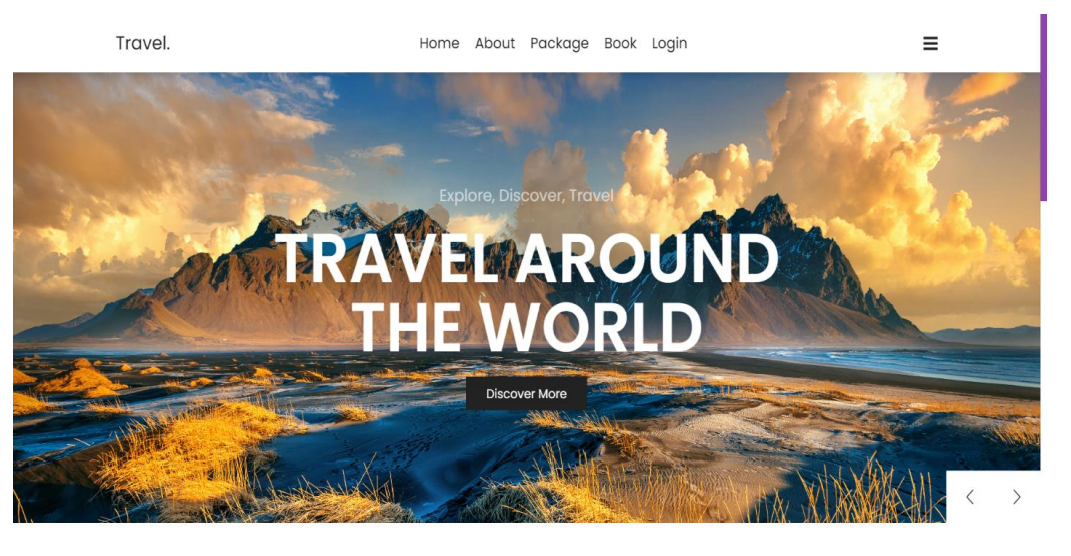 Travel.
Home About Package Book Login
Explore, Discover, Travel
TRAVEL AROUND
THE WORLD
Discover More